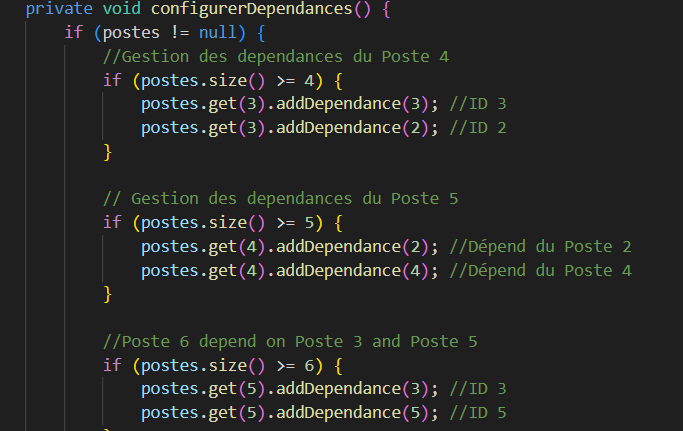 private void configurerDependances() {
if (postes != null) {
//Gestion des dependances du Poste 4
if (postes.size() >= 4) {
postes.get(3).addDependance(3); //ID 3
postes.get(3).addDependance(2); //ID 2
}
// Gestion des dependances du Poste 5
if (postes.size() >= 5) {
postes.get(4).addDependance(2); //Dépend du Poste 2
postes.get(4).addDependance(4); //Dépend du Poste 4
}
//Poste 6 depend on Poste 3 and Poste 5
if (postes.size() >= 6) {
postes.get(5).addDependance(3); //ID 3
postes.get(5).addDependance(5); //ID 5
}